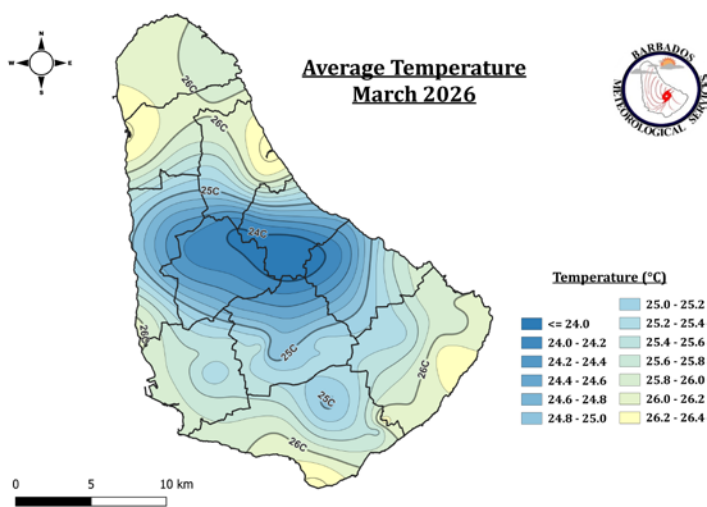 Average Temperature
March 2026
BARBADOS
METEOROLOGICAL SERVICES
N
W
E
S
26C
26C
25C
24C
26C
25C
26C
25C
26C
Temperature (°C)
<= 24.0
24.0 - 24.2
24.2 - 24.4
24.4 - 24.6
24.6 - 24.8
24.8 - 25.0
25.0 - 25.2
25.2 - 25.4
25.4 - 25.6
25.6 - 25.8
25.8 - 26.0
26.0 - 26.2
26.2 - 26.4
0 5 10 km